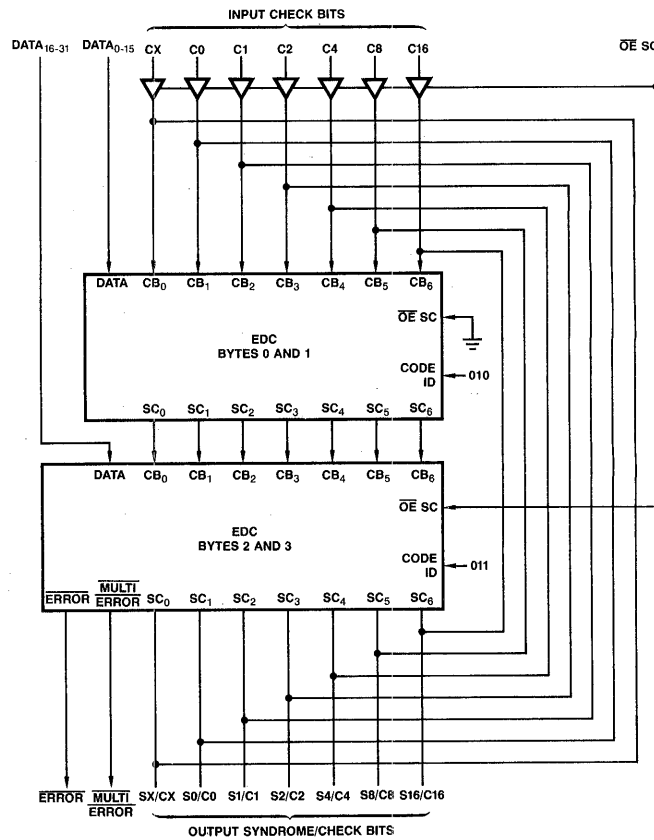 INPUT CHECK BITS
DATA16-31 DATA0-15 CX C0 C1 C2 C4 C8 C16 OE SC
DATA CB0 CB1 CB2 CB3 CB4 CB5 CB6
OE SC
EDC
BYTES 0 AND 1
CODE
ID
010
SC0 SC1 SC2 SC3 SC4 SC5 SC6
DATA CB0 CB1 CB2 CB3 CB4 CB5 CB6
OE SC
EDC
BYTES 2 AND 3
CODE
ID
011
ERROR MULTI
ERROR SC0 SC1 SC2 SC3 SC4 SC5 SC6
ERROR MULTI
ERROR SX/CX S0/C0 S1/C1 S2/C2 S4/C4 S8/C8 S16/C16
OUTPUT SYNDROME/CHECK BITS